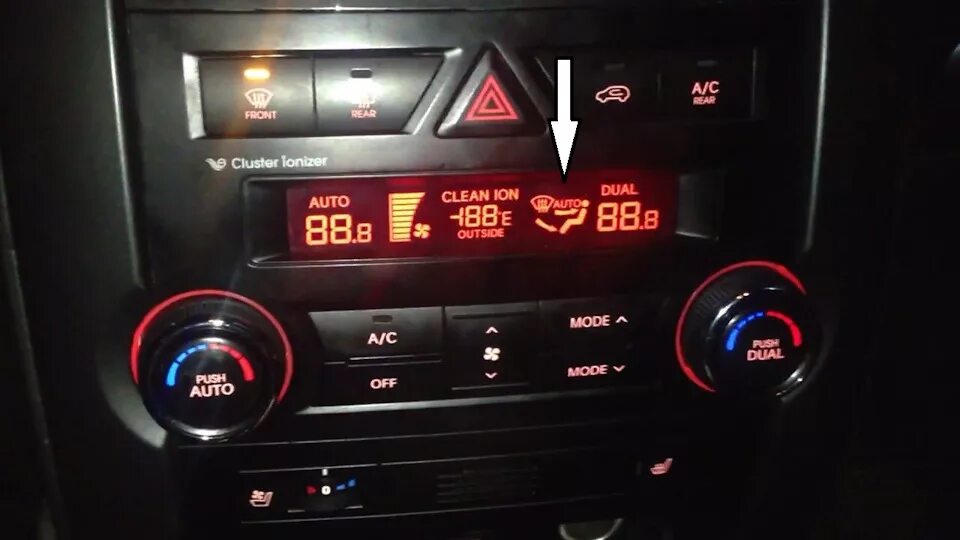 FRONT
REAR
A/C
REAR
Cluster ionizer
AUTO
88.8
CLEAN ION
-188°E
OUTSIDE
AUTO
DUAL
88.8
PUSH
AUTO
A/C
OFF
MODE
MODE
PUSH
DUAL
0